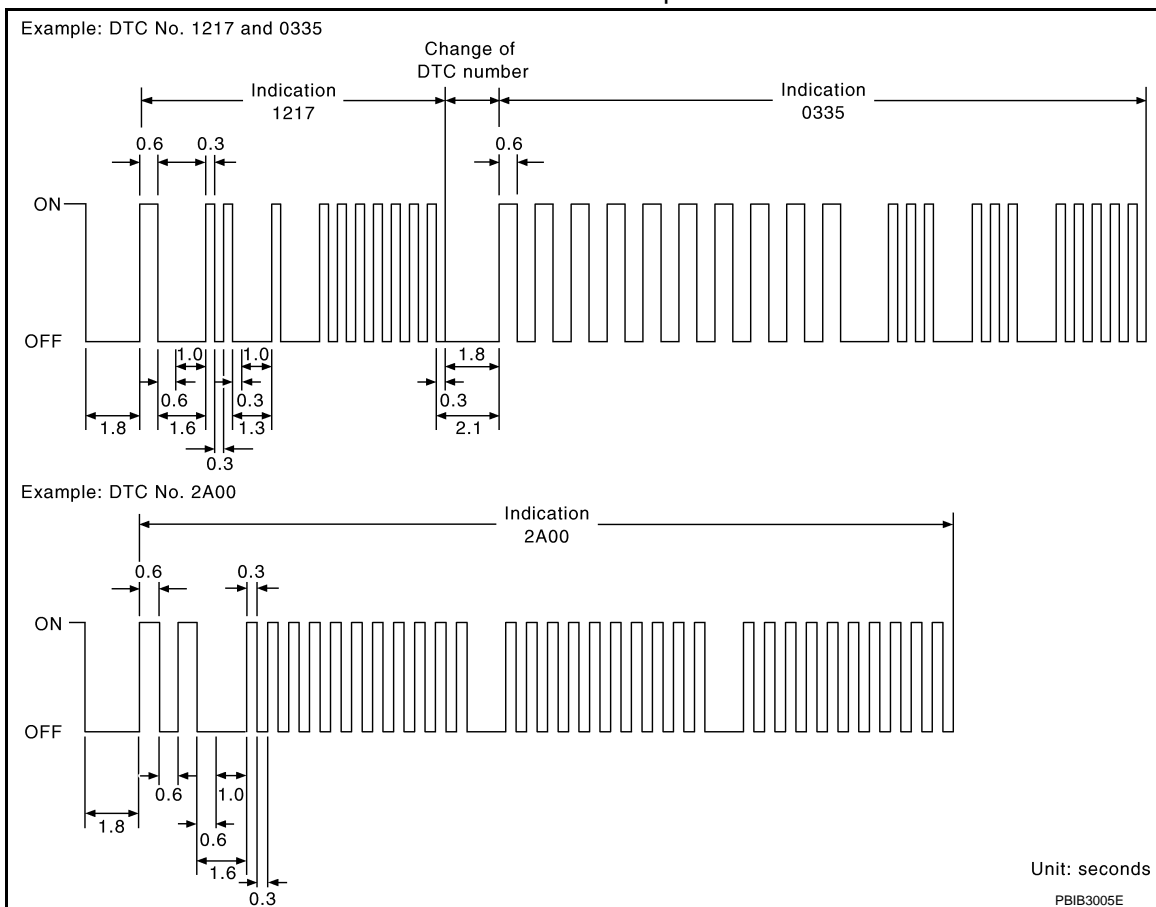 Example: DTC No. 1217 and 0335
Change of
DTC number
Indication
1217
Indication
0335
0.6
0.3
0.6
ON
OFF
1.0
1.0
1.8
0.6
0.3
0.3
1.8
1.6
1.3
2.1
0.3
Example: DTC No. 2A00
Indication
2A00
0.6
0.3
ON
OFF
0.6
1.0
1.8
0.6
1.6
0.3
Unit: seconds
PBIB3005E